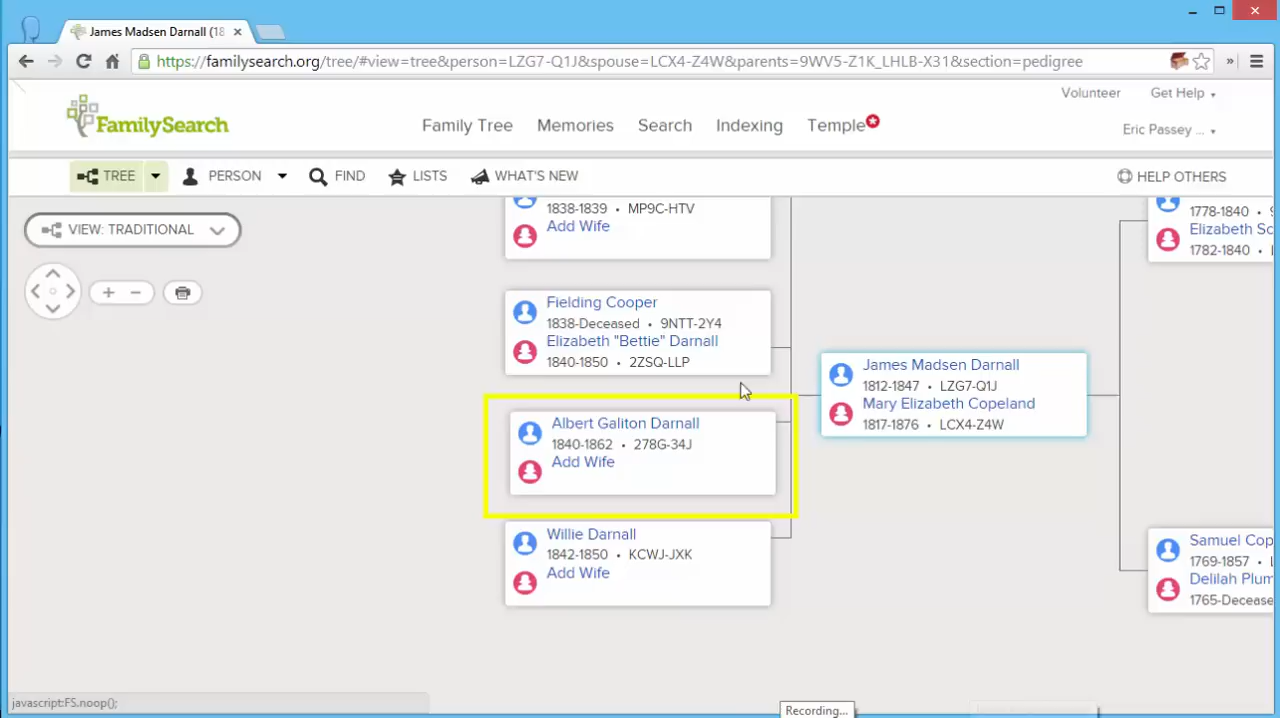 James Madsen Darnall (18
https://familysearch.org/tree/#view=tree&person=LZG7-Q1J&spouse=LCX4-Z4W&parents=9WV5-Z1K_LHLB-X31&section=pedigree
Volunteer Get Help
FamilySearch
Family Tree Memories Search Indexing Temple
Eric Passey ...
TREE PERSON FIND LISTS WHAT'S NEW HELP OTHERS
VIEW: TRADITIONAL
1838-1839 • MP9C-HTV
Add Wife
Fielding Cooper
1838-Deceased • 9NTT-2Y4
Elizabeth "Bettie" Darnall
1840-1850 • 2ZSQ-LLP
Albert Galiton Darnall
1840-1862 • 278G-34J
Add Wife
Willie Darnall
1842-1850 • KCWJ-JXK
Add Wife
James Madsen Darnall
1812-1847 • LZG7-Q1J
Mary Elizabeth Copeland
1817-1876 • LCX4-Z4W
1778-1840 • 9
Elizabeth Sc
1782-1840 •
Samuel Cop
1769-1857 •
Delilah Plum
1765-Decease
javascript:FS.noop();
Recording...